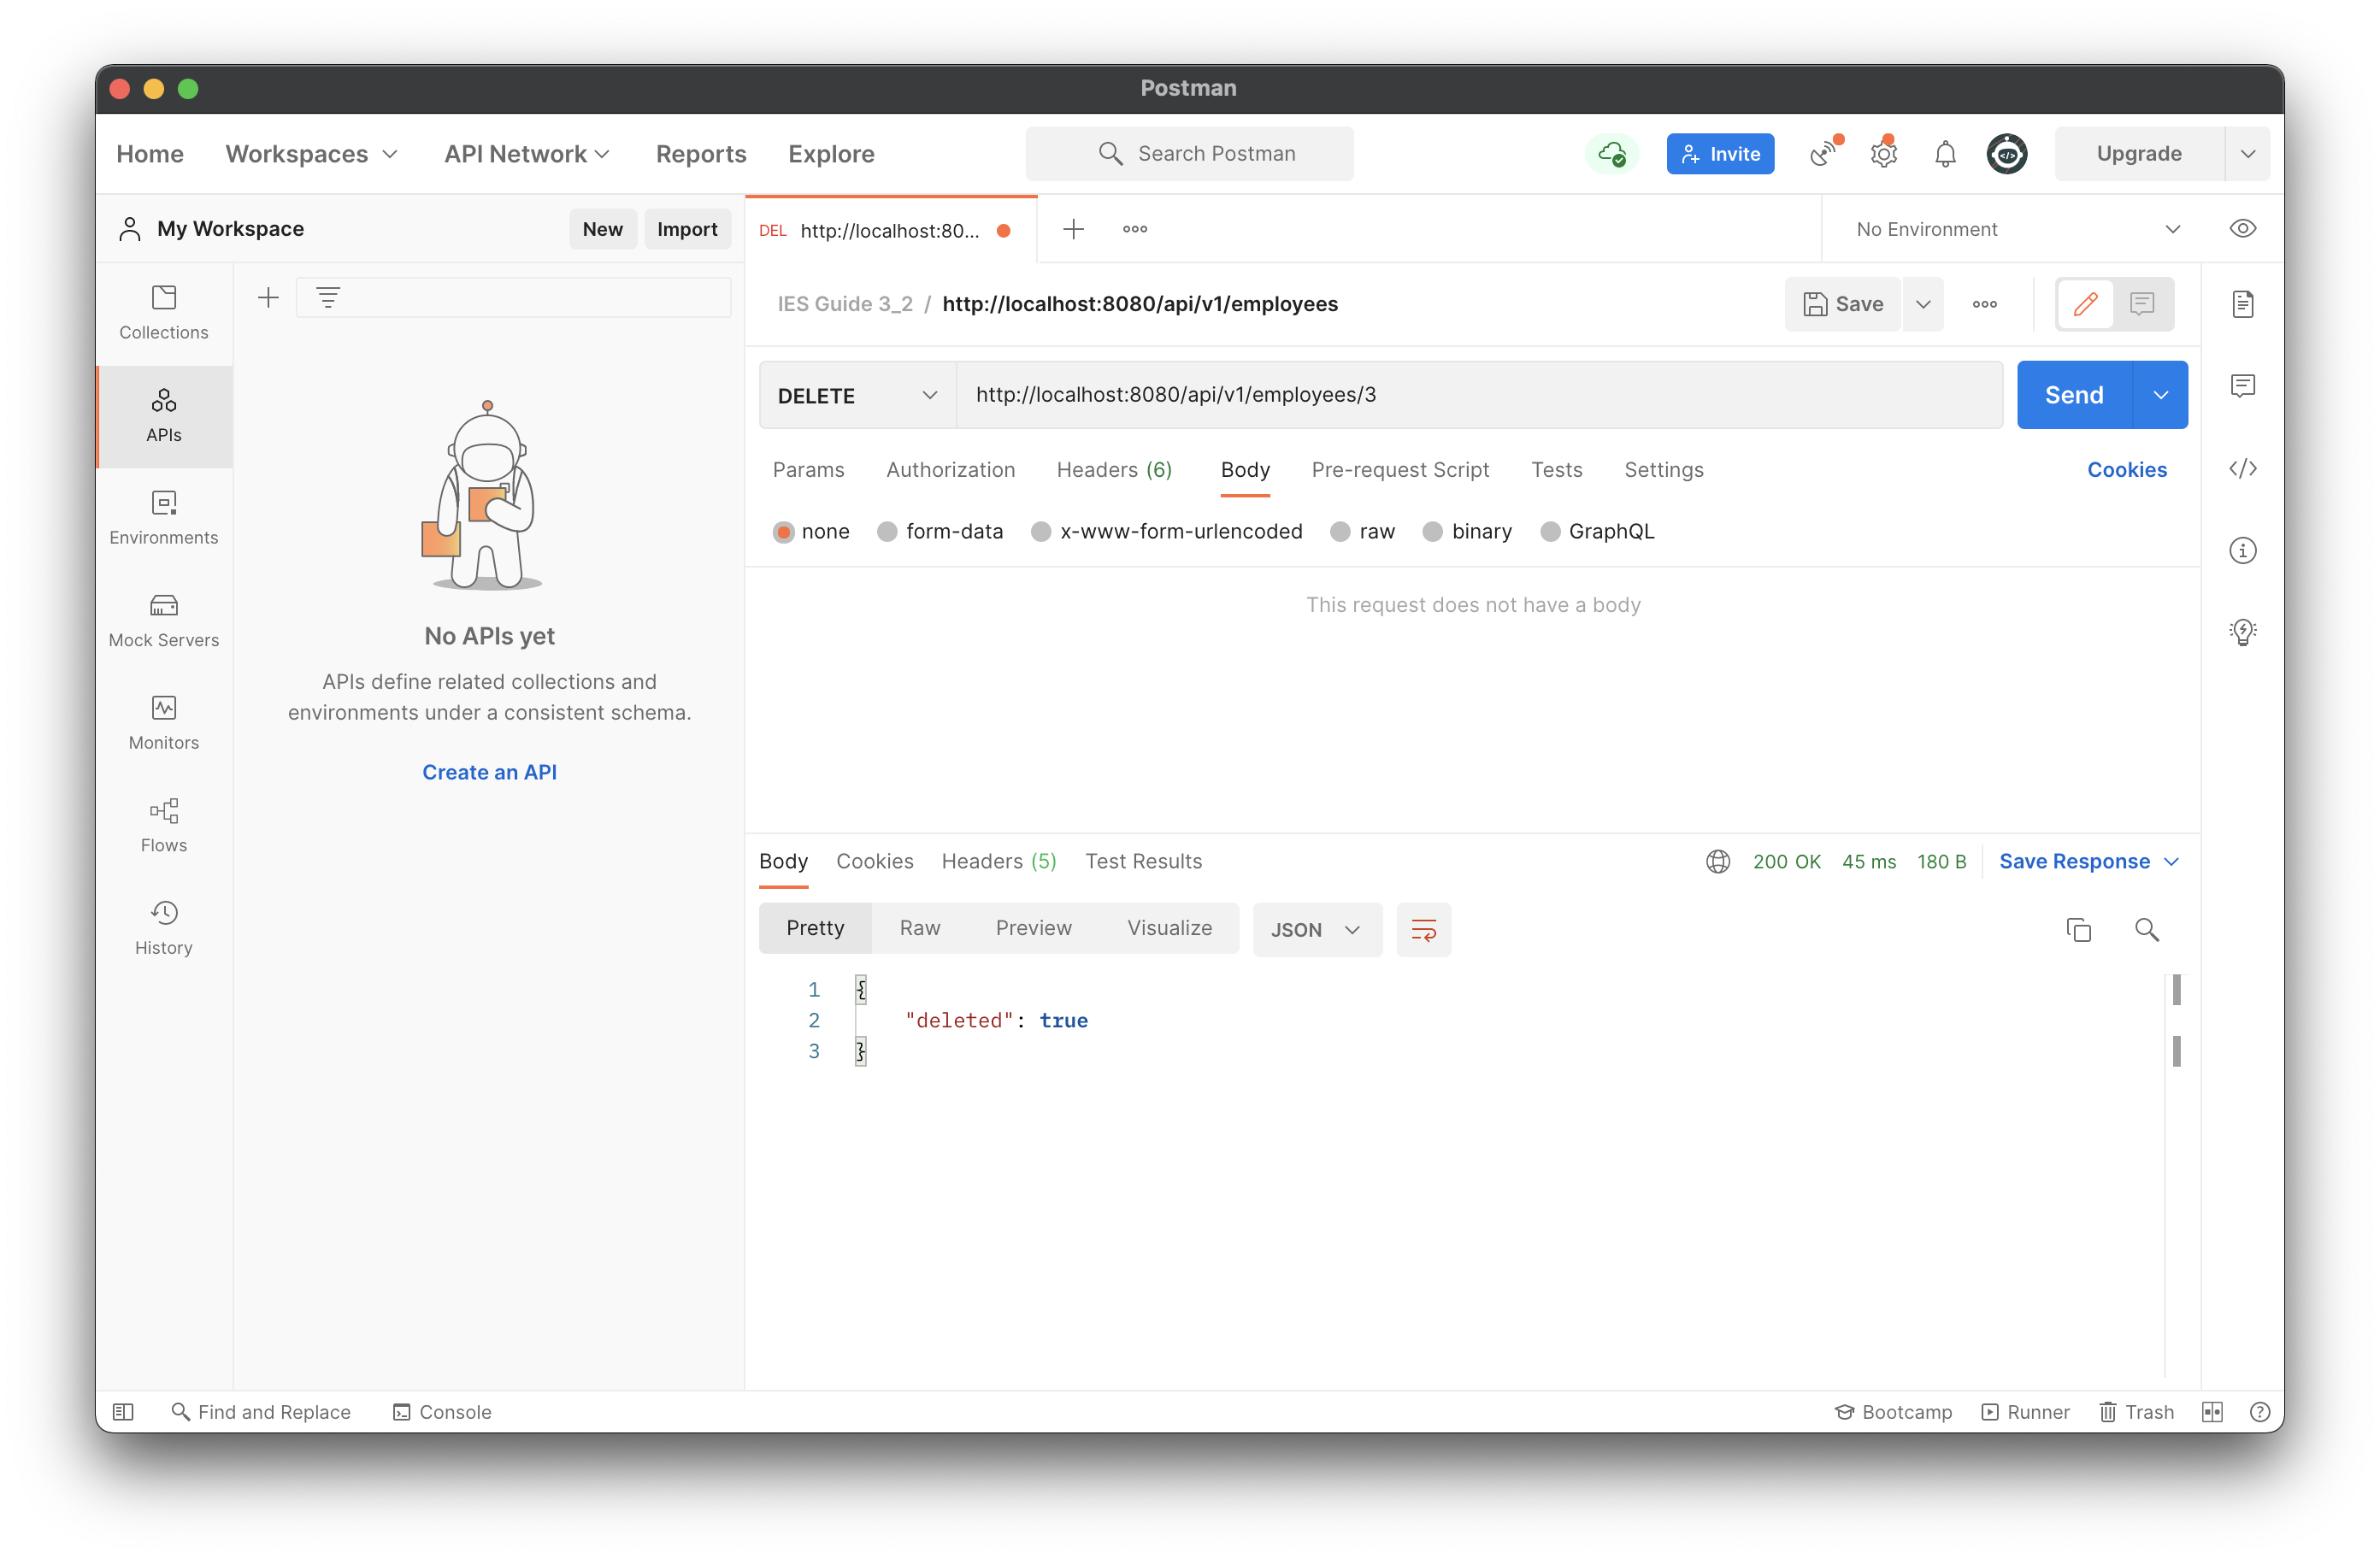 Postman
Home Workspaces API Network Reports Explore Search Postman Invite Upgrade
My Workspace New Import DEL http://localhost:80... No Environment
Collections
APIs
Environments
Mock Servers
Monitors
Flows
History
No APIs yet
APIs define related collections and
environments under a consistent schema.
Create an API
IES Guide 3_2 / http://localhost:8080/api/v1/employees Save
DELETE http://localhost:8080/api/v1/employees/3 Send
Params Authorization Headers (6) Body Pre-request Script Tests Settings Cookies
none form-data x-www-form-urlencoded raw binary GraphQL
This request does not have a body
Body Cookies Headers (5) Test Results 200 OK 45 ms 180 B Save Response
Pretty Raw Preview Visualize JSON
1 {
2 "deleted": true
3 }
Find and Replace Console Bootcamp Runner Trash